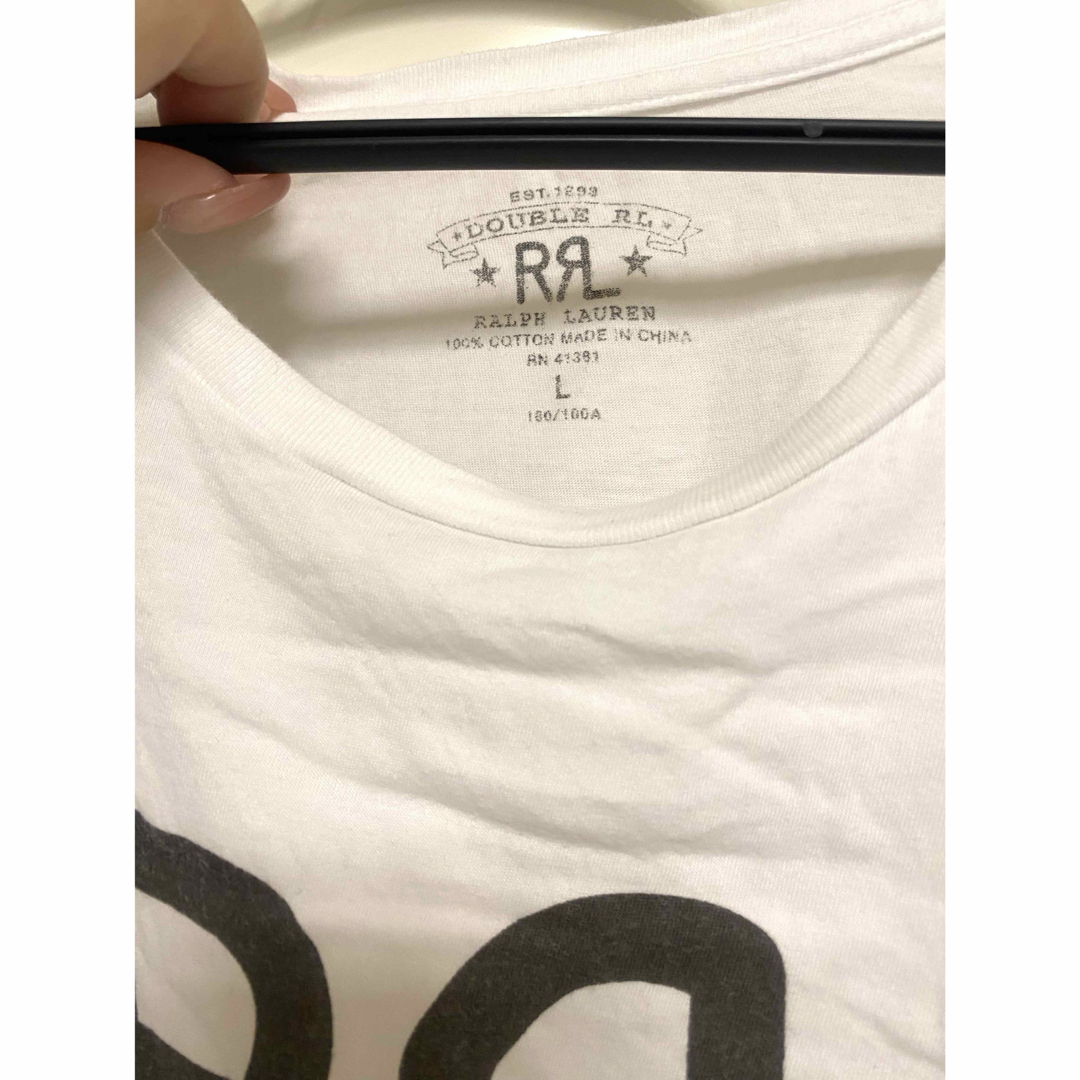 EST. 1993
DOUBLE RL
RRL
RALPH LAUREN
100% COTTON MADE IN CHINA
RN 41381
L
180/100A